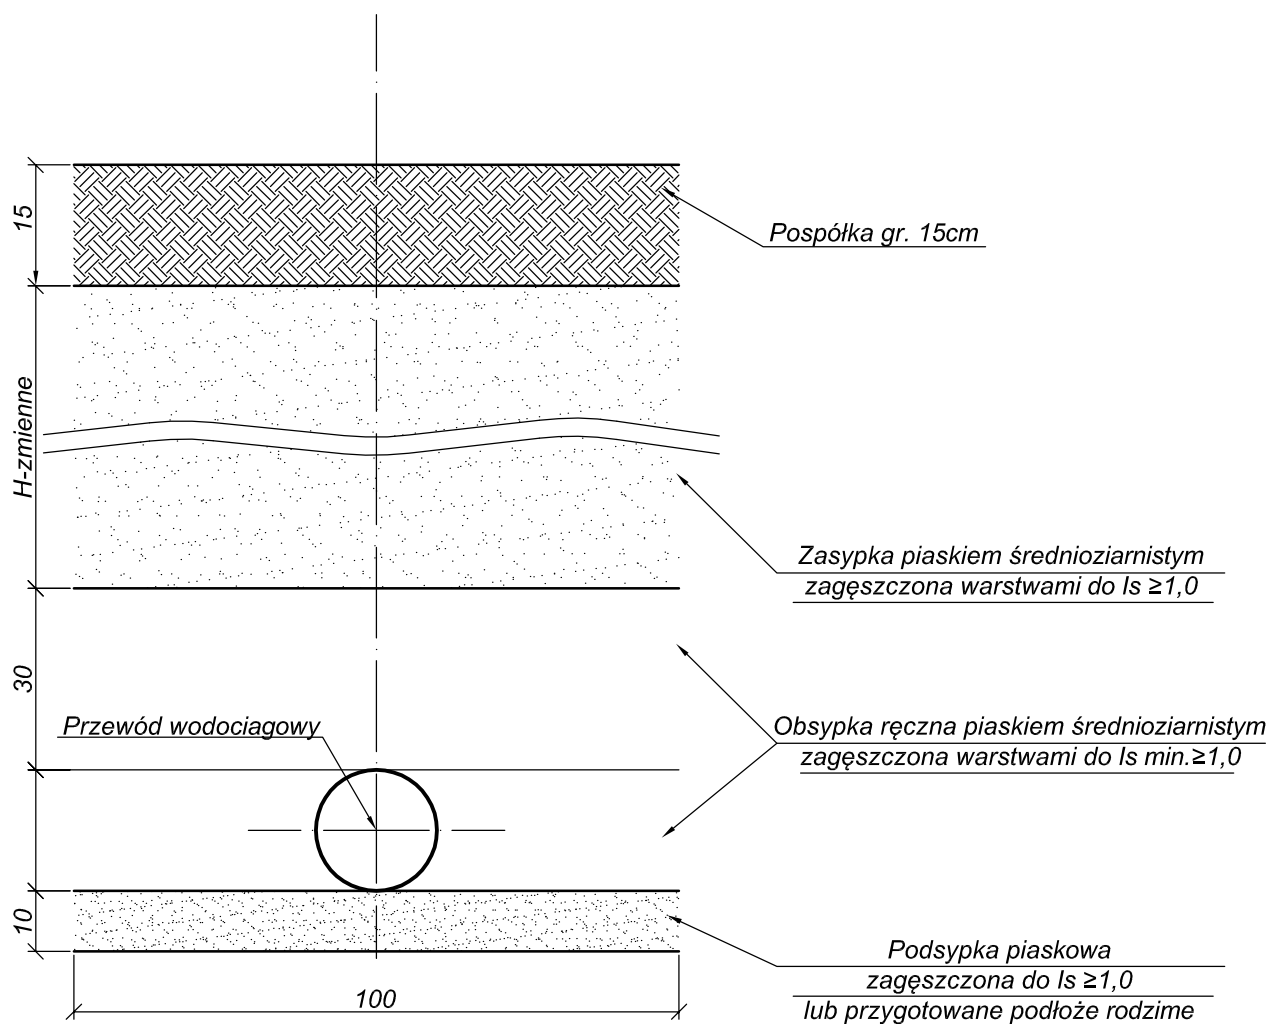 15
Pospółka gr. 15cm
H-zmienne
Zasypka piaskiem średnioziarnistym
zagęszczona warstwami do Is ≥1,0
30
Przewód wodociagowy
Obsypka ręczna piaskiem średnioziarnistym
zagęszczona warstwami do Is min.≥1,0
10
Podsypka piaskowa
zagęszczona do Is ≥1,0
lub przygotowane podłoże rodzime
100